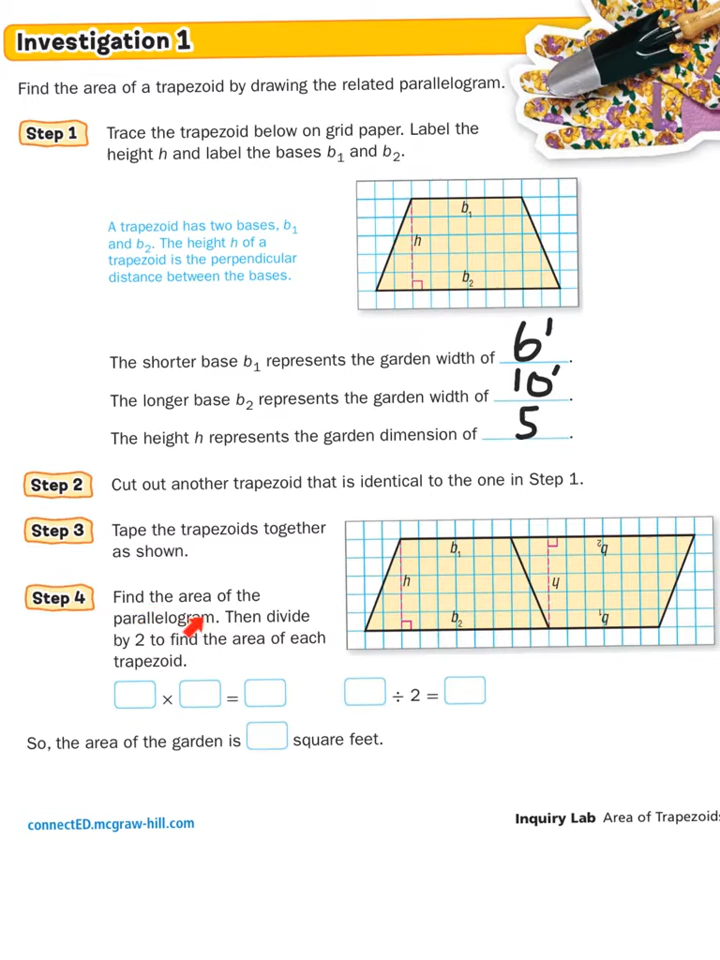 Investigation 1
Find the area of a trapezoid by drawing the related parallelogram.
Step 1
Trace the trapezoid below on grid paper. Label the
height h and label the bases b₁ and b₂.
A trapezoid has two bases, b₁
and b₂. The height h of a
trapezoid is the perpendicular
distance between the bases.
b₁
h
b₂
The shorter base b₁ represents the garden width of 6'.
The longer base b₂ represents the garden width of 10'.
The height h represents the garden dimension of 5.
Step 2
Cut out another trapezoid that is identical to the one in Step 1.
Step 3
Tape the trapezoids together
as shown.
b₁
b₂
h
h
b₂
b₁
Step 4
Find the area of the
parallelogram. Then divide
by 2 to find the area of each
trapezoid.
× =
÷ 2 =
So, the area of the garden is square feet.
connectED.mcgraw-hill.com
Inquiry Lab Area of Trapezoids